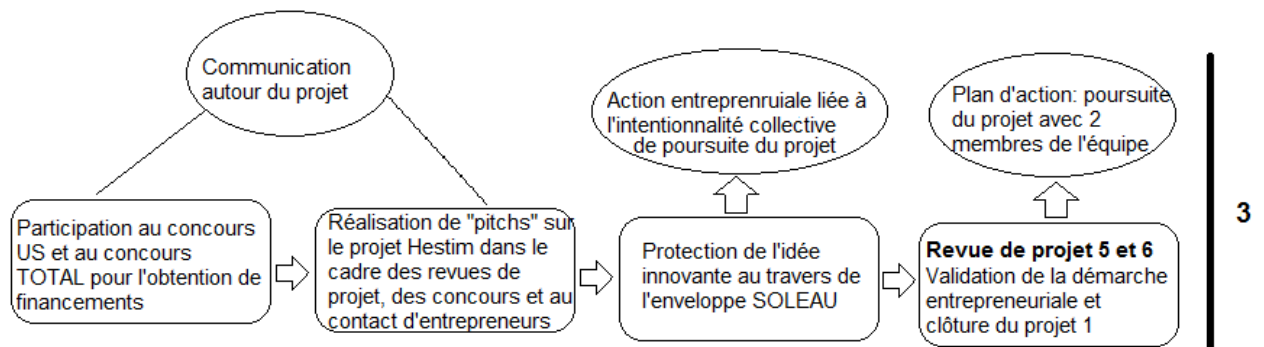 Communication
autour du projet
Action entreprenruiale liée à
l'intentionnalité collective
de poursuite du projet
Plan d'action: poursuite
du projet avec 2
membres de l'équipe
Participation au concours
US et au concours
TOTAL pour l'obtention de
financements
Réalisation de "pitchs" sur
le projet Hestim dans le
cadre des revues de
projet, des concours et au
contact d'entrepreneurs
Protection de l'idée
innovante au travers de
l'enveloppe SOLEAU
Revue de projet 5 et 6
Validation de la démarche
entrepreneuriale et
clôture du projet 1
3